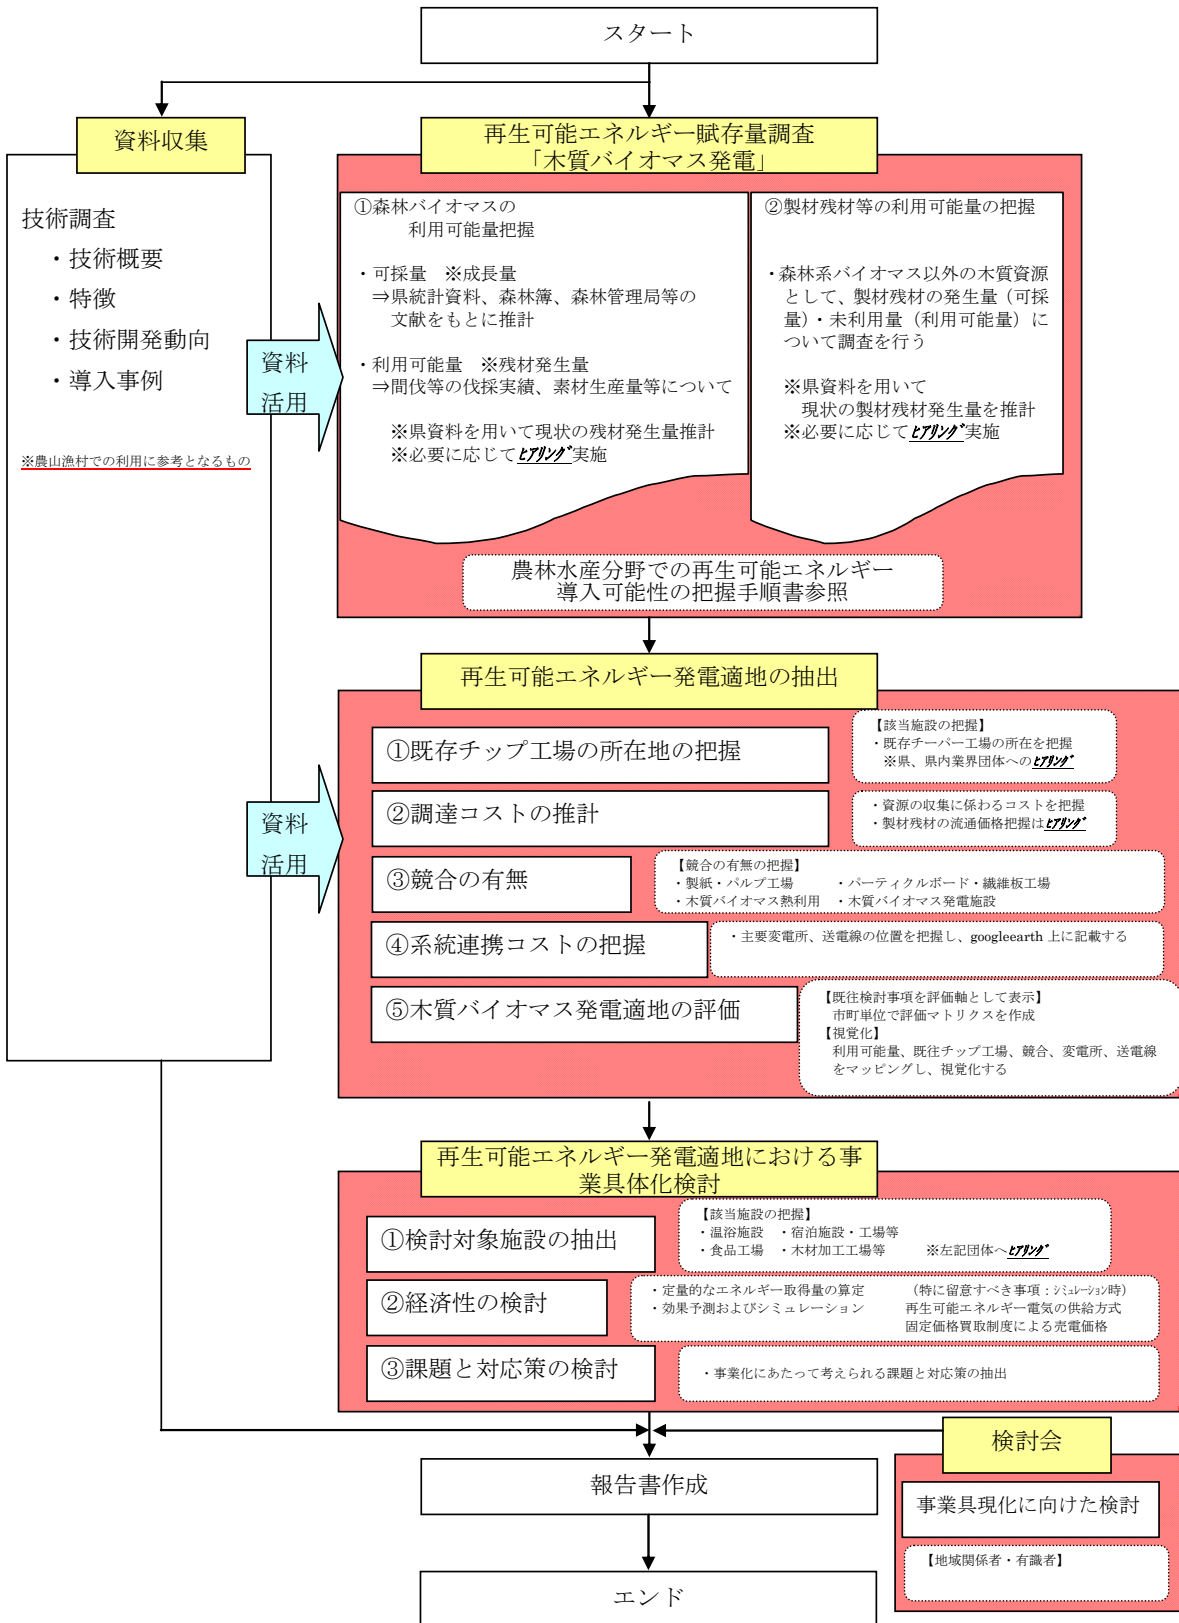 スタート
資料収集
技術調査
・技術概要
・特徴
・技術開発動向
・導入事例
※農山漁村での利用に参考となるもの
再生可能エネルギー賦存量調査
「木質バイオマス発電」
①森林バイオマスの
利用可能量把握
・可採量　※成長量
⇒県統計資料、森林簿、森林管理局等の
文献をもとに推計
・利用可能量　※残材発生量
⇒間伐等の伐採実績、素材生産量等について
※県資料を用いて現状の残材発生量推計
※必要に応じてﾋｱﾘﾝｸﾞ実施
②製材残材等の利用可能量の把握
・森林系バイオマス以外の木質資源
として、製材残材の発生量（可採
量）・未利用量（利用可能量）に
ついて調査を行う
※県資料を用いて
現状の製材残材発生量を推計
※必要に応じてﾋｱﾘﾝｸﾞ実施
資料
活用
農林水産分野での再生可能エネルギー
導入可能性の把握手順書参照
再生可能エネルギー発電適地の抽出
①既存チップ工場の所在地の把握
【該当施設の把握】
・既存チーパー工場の所在を把握
※県、県内業界団体へのﾋｱﾘﾝｸﾞ
②調達コストの推計
・資源の収集に係わるコストを把握
・製材残材の流通価格把握はﾋｱﾘﾝｸﾞ
資料
活用
③競合の有無
【競合の有無の把握】
・製紙・パルプ工場　　・パーティクルボード・繊維板工場
・木質バイオマス熱利用　・木質バイオマス発電施設
④系統連携コストの把握
・主要変電所、送電線の位置を把握し、googleearth 上に記載する
⑤木質バイオマス発電適地の評価
【既往検討事項を評価軸として表示】
市町単位で評価マトリクスを作成
【視覚化】
利用可能量、既往チップ工場、競合、変電所、送電線
をマッピングし、視覚化する
再生可能エネルギー発電適地における事
業具体化検討
①検討対象施設の抽出
【該当施設の把握】
・温浴施設　・宿泊施設・工場等
・食品工場　・木材加工工場等　　※左記団体へﾋｱﾘﾝｸﾞ
②経済性の検討
・定量的なエネルギー取得量の算定　　（特に留意すべき事項：ｼﾐｭﾚｰｼｮﾝ時）
・効果予測およびシミュレーション　　再生可能エネルギー電気の供給方式
固定価格買取制度による売電価格
③課題と対応策の検討
・事業化にあたって考えられる課題と対応策の抽出
検討会
事業具現化に向けた検討
【地域関係者・有識者】
報告書作成
エンド